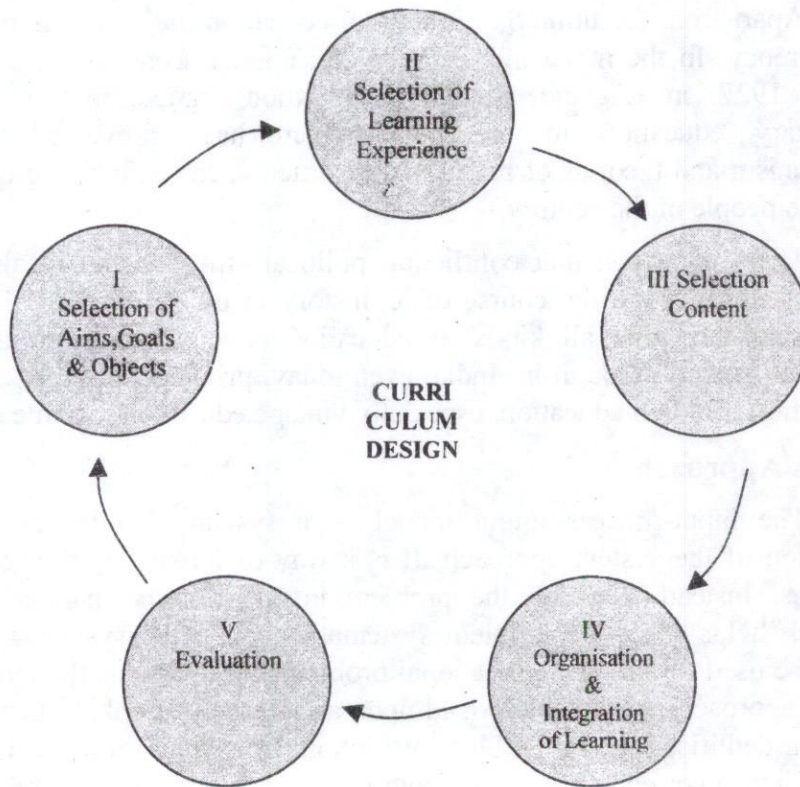 II
Selection of
Learning
Experience
I
Selection of
Aims,Goals
& Objects
III Selection
Content
CURRI
CULUM
DESIGN
V
Evaluation
IV
Organisation
&
Integration
of Learning